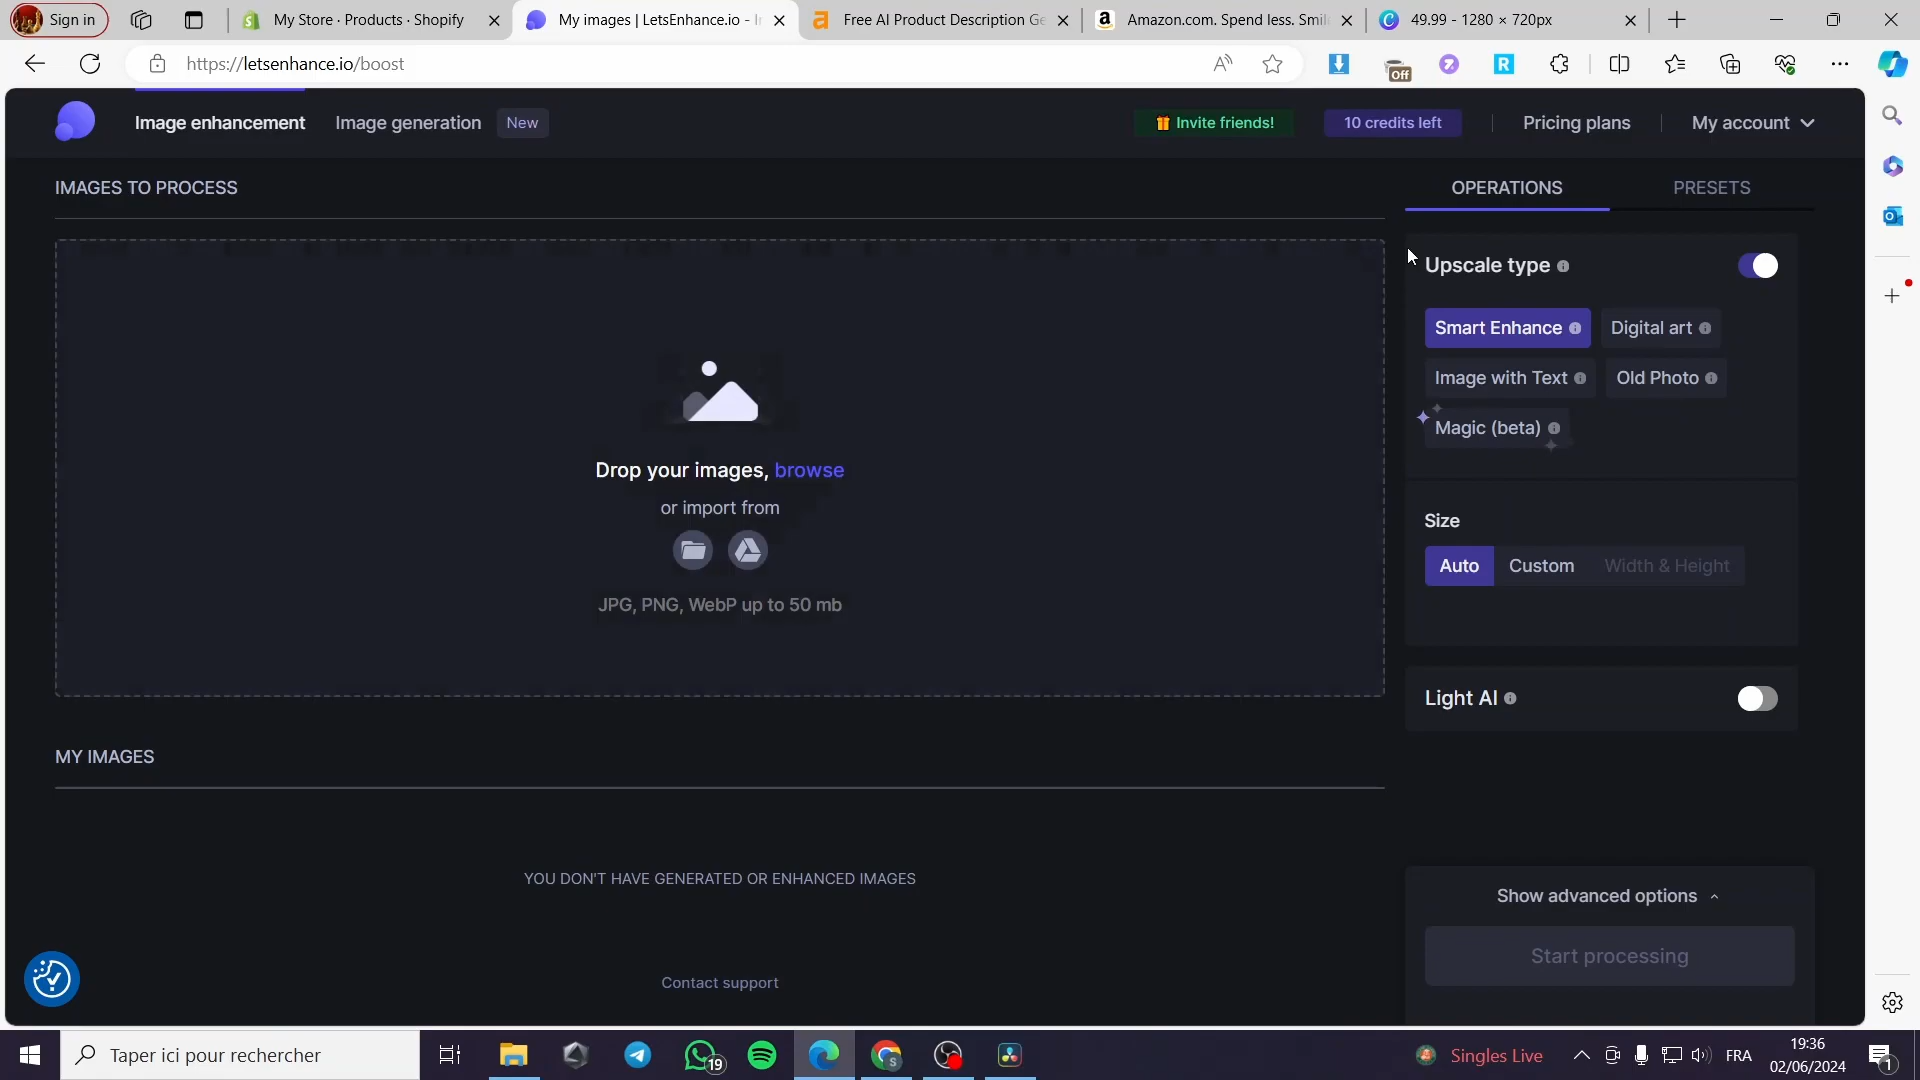 Sign in
My Store · Products · Shopify
My images | LetsEnhance.io - I
Free AI Product Description Ge
Amazon.com. Spend less. Smil
49.99 - 1280 × 720px
https://letsenhance.io/boost
Off
Image enhancement
Image generation
New
Invite friends!
10 credits left
Pricing plans
My account
IMAGES TO PROCESS
OPERATIONS
PRESETS
Upscale type
Smart Enhance
Digital art
Image with Text
Old Photo
Magic (beta)
Drop your images, browse
or import from
JPG, PNG, WebP up to 50 mb
Size
Auto
Custom
Width & Height
Light AI
MY IMAGES
YOU DON'T HAVE GENERATED OR ENHANCED IMAGES
Show advanced options
Start processing
Contact support
Taper ici pour rechercher
19
Singles Live
FRA
19:36
02/06/2024
1